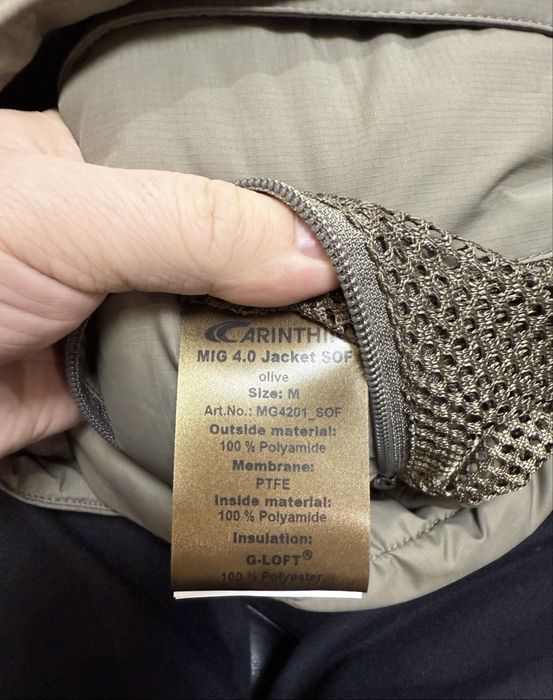 CARINTHI
MIG 4.0 Jacket SOF
olive
Size: M
Art.No.: MG4201_SOF
Outside material:
100 % Polyamide
Membrane:
PTFE
Inside material:
100 % Polyamide
Insulation:
G-LOFT®
100 % Polyester